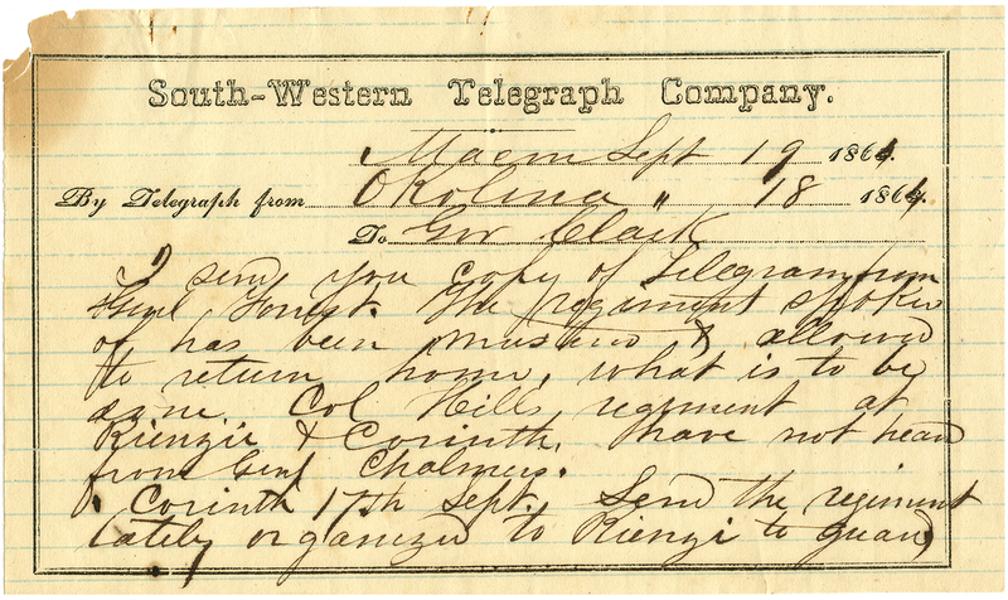 South-Western Telegraph Company.
Macon Sept 19 1864.
By Telegraph from Okolona " 18 1864.
To Gov Clark
I send you copy of Telegram from
Genl Forrest. The regiment spoken
of has been mustered & allowed
to return home, what is to be
done. Col Hills, regiment at
Rienzie & Corinth, I have not heard
from Genl Chalmers.
Corinth 17th Sept. Send the regiment
lately organized to Rienzi to guard